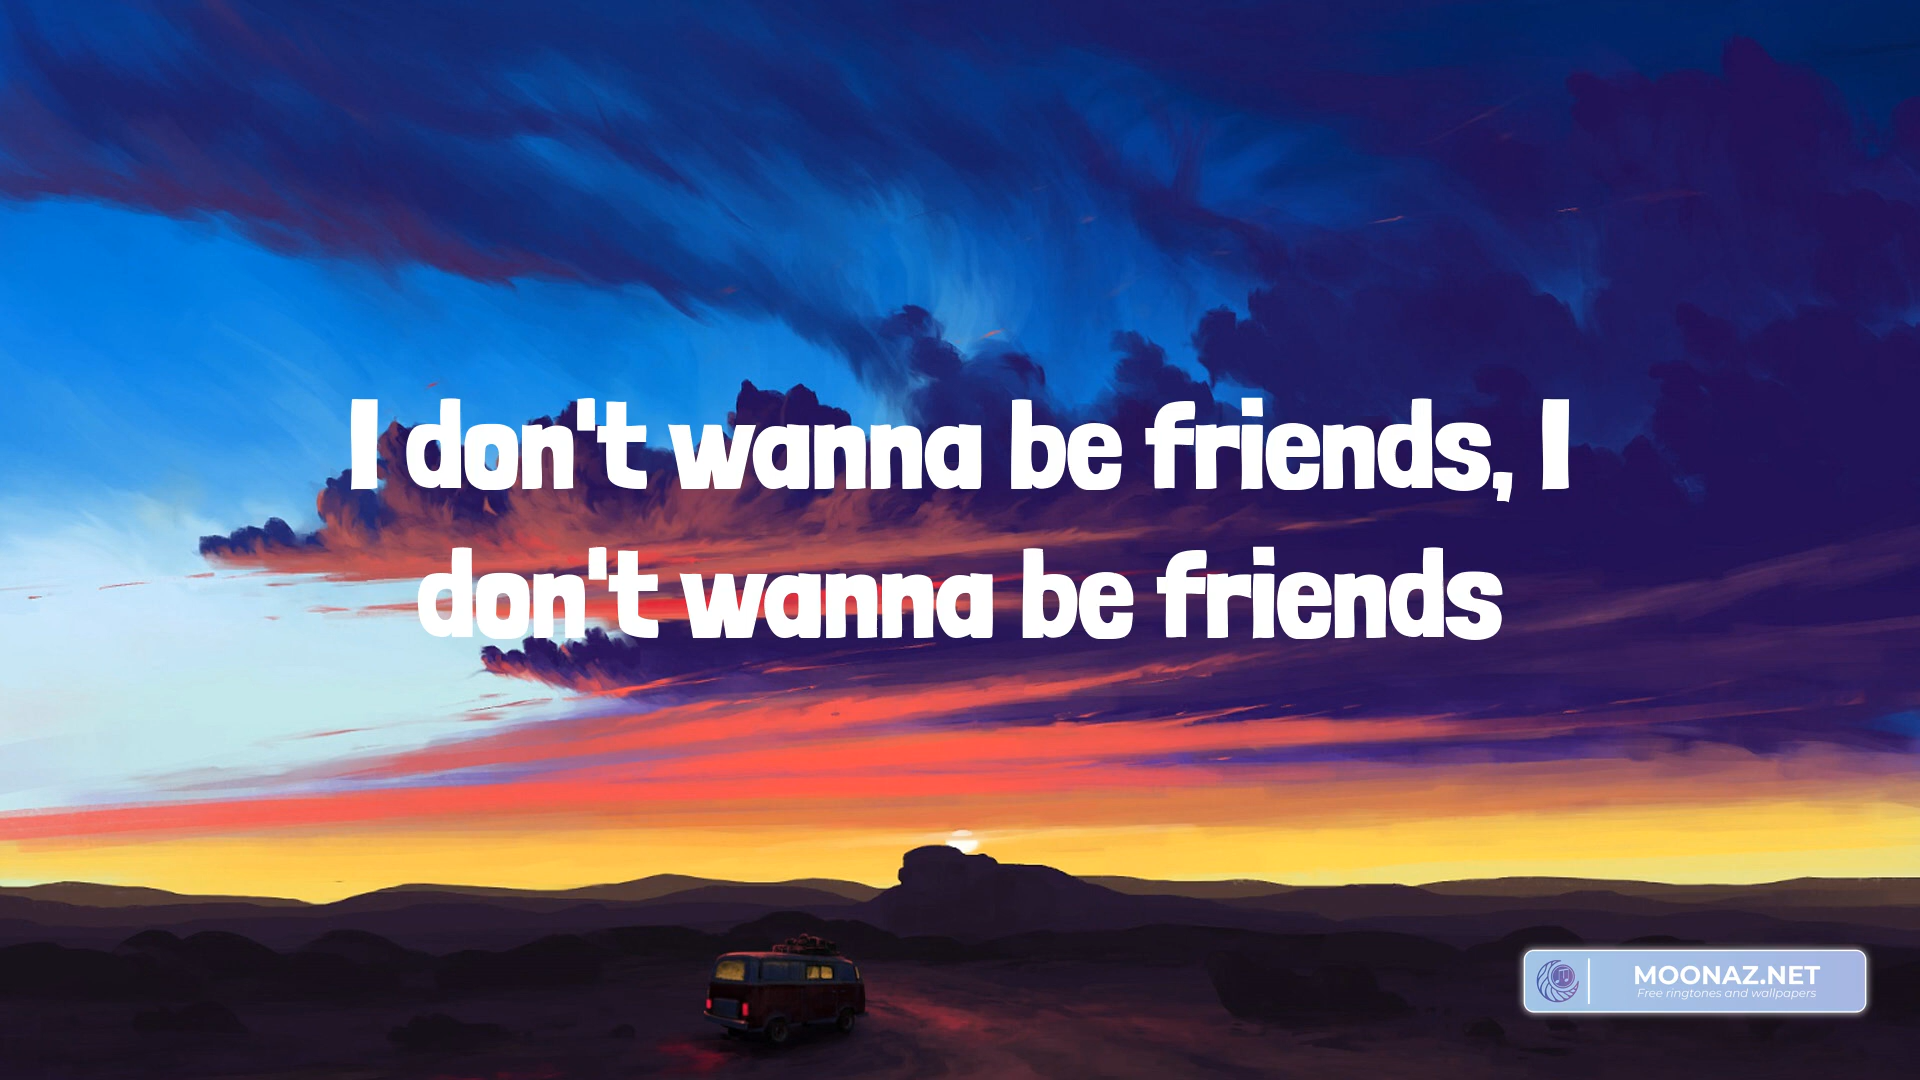 I don't wanna be friends, I
don't wanna be friends
MOONAZ.NET
Free ringtones and wallpapers